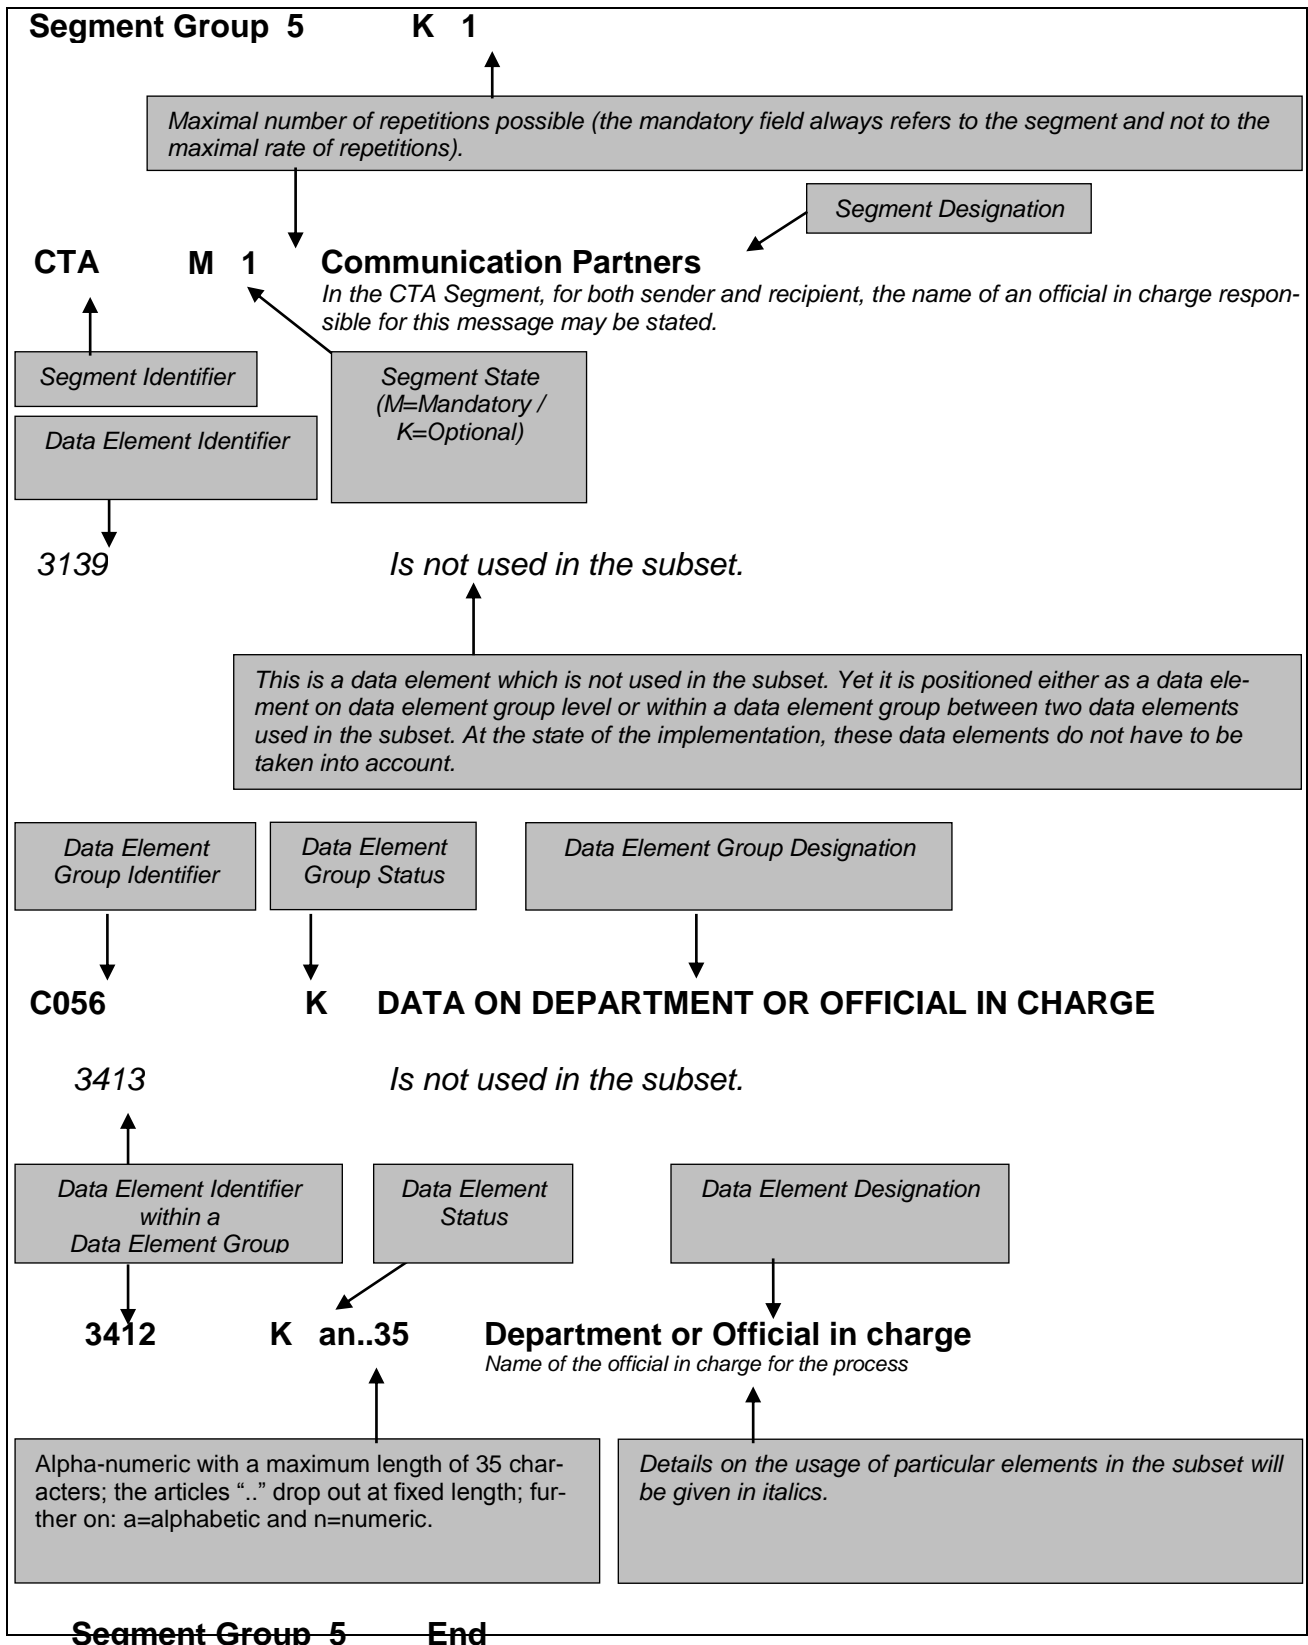 Segment Group 5 K 1
Maximal number of repetitions possible (the mandatory field always refers to the segment and not to the
maximal rate of repetitions).
Segment Designation
CTA M 1 Communication Partners
In the CTA Segment, for both sender and recipient, the name of an official in charge respon-
sible for this message may be stated.
Segment Identifier
Segment State
(M=Mandatory /
K=Optional)
Data Element Identifier
3139 Is not used in the subset.
This is a data element which is not used in the subset. Yet it is positioned either as a data ele-
ment on data element group level or within a data element group between two data elements
used in the subset. At the state of the implementation, these data elements do not have to be
taken into account.
Data Element
Group Identifier
Data Element
Group Status
Data Element Group Designation
C056 K DATA ON DEPARTMENT OR OFFICIAL IN CHARGE
3413 Is not used in the subset.
Data Element Identifier
within a
Data Element Group
Data Element
Status
Data Element Designation
3412 K an..35 Department or Official in charge
Name of the official in charge for the process
Alpha-numeric with a maximum length of 35 char-
acters; the articles “..” drop out at fixed length; fur-
ther on: a=alphabetic and n=numeric.
Details on the usage of particular elements in the subset will
be given in italics.
Segment Group 5 End